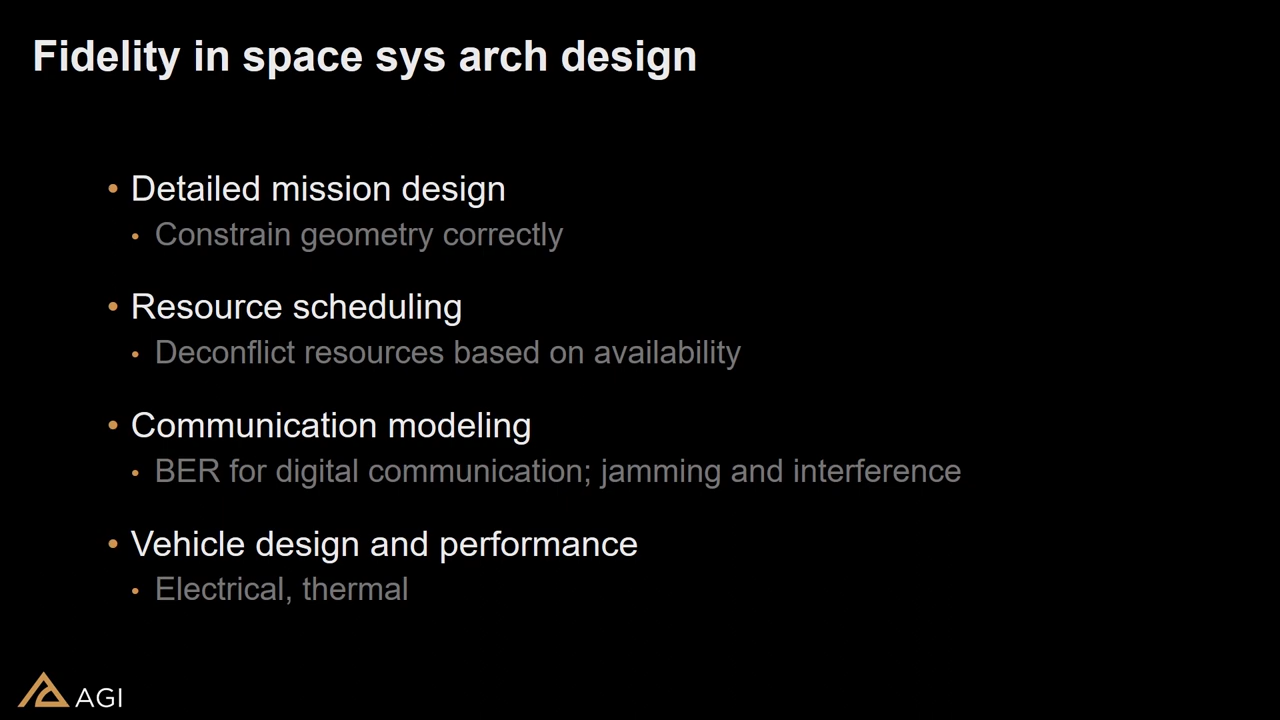 Fidelity in space sys arch design
• Detailed mission design
• Constrain geometry correctly
• Resource scheduling
• Deconflict resources based on availability
• Communication modeling
• BER for digital communication; jamming and interference
• Vehicle design and performance
• Electrical, thermal
AGI